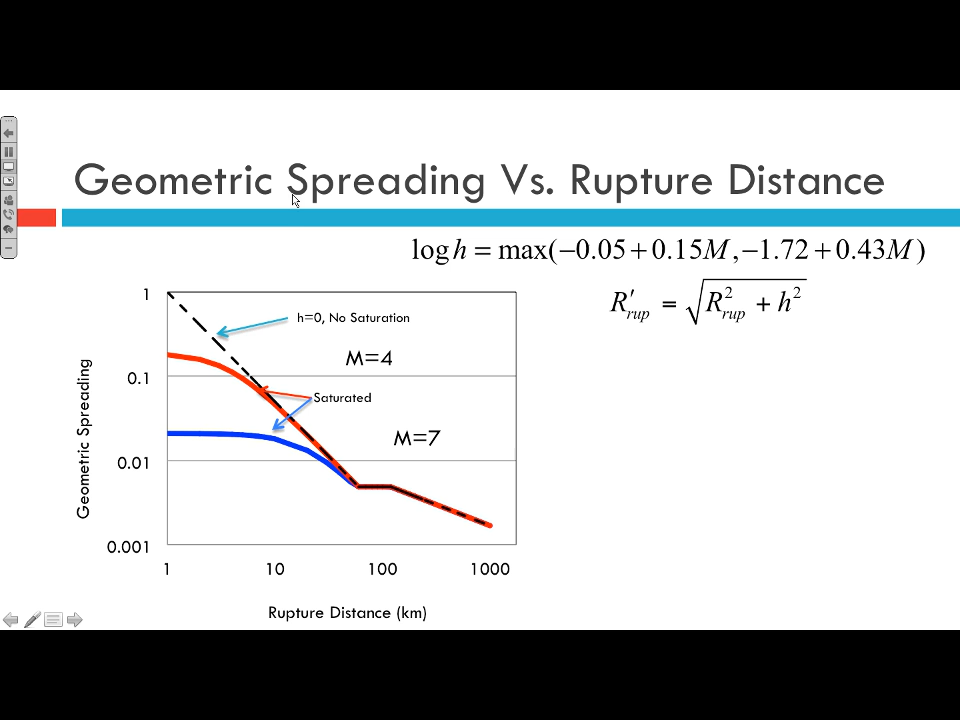 Geometric Spreading Vs. Rupture Distance
log h = max(−0.05 + 0.15M, −1.72 + 0.43M)
R′rup = √(R²rup + h²)
1
h=0, No Saturation
M=4
0.1
Saturated
M=7
0.01
0.001
Geometric Spreading
1 10 100 1000
Rupture Distance (km)